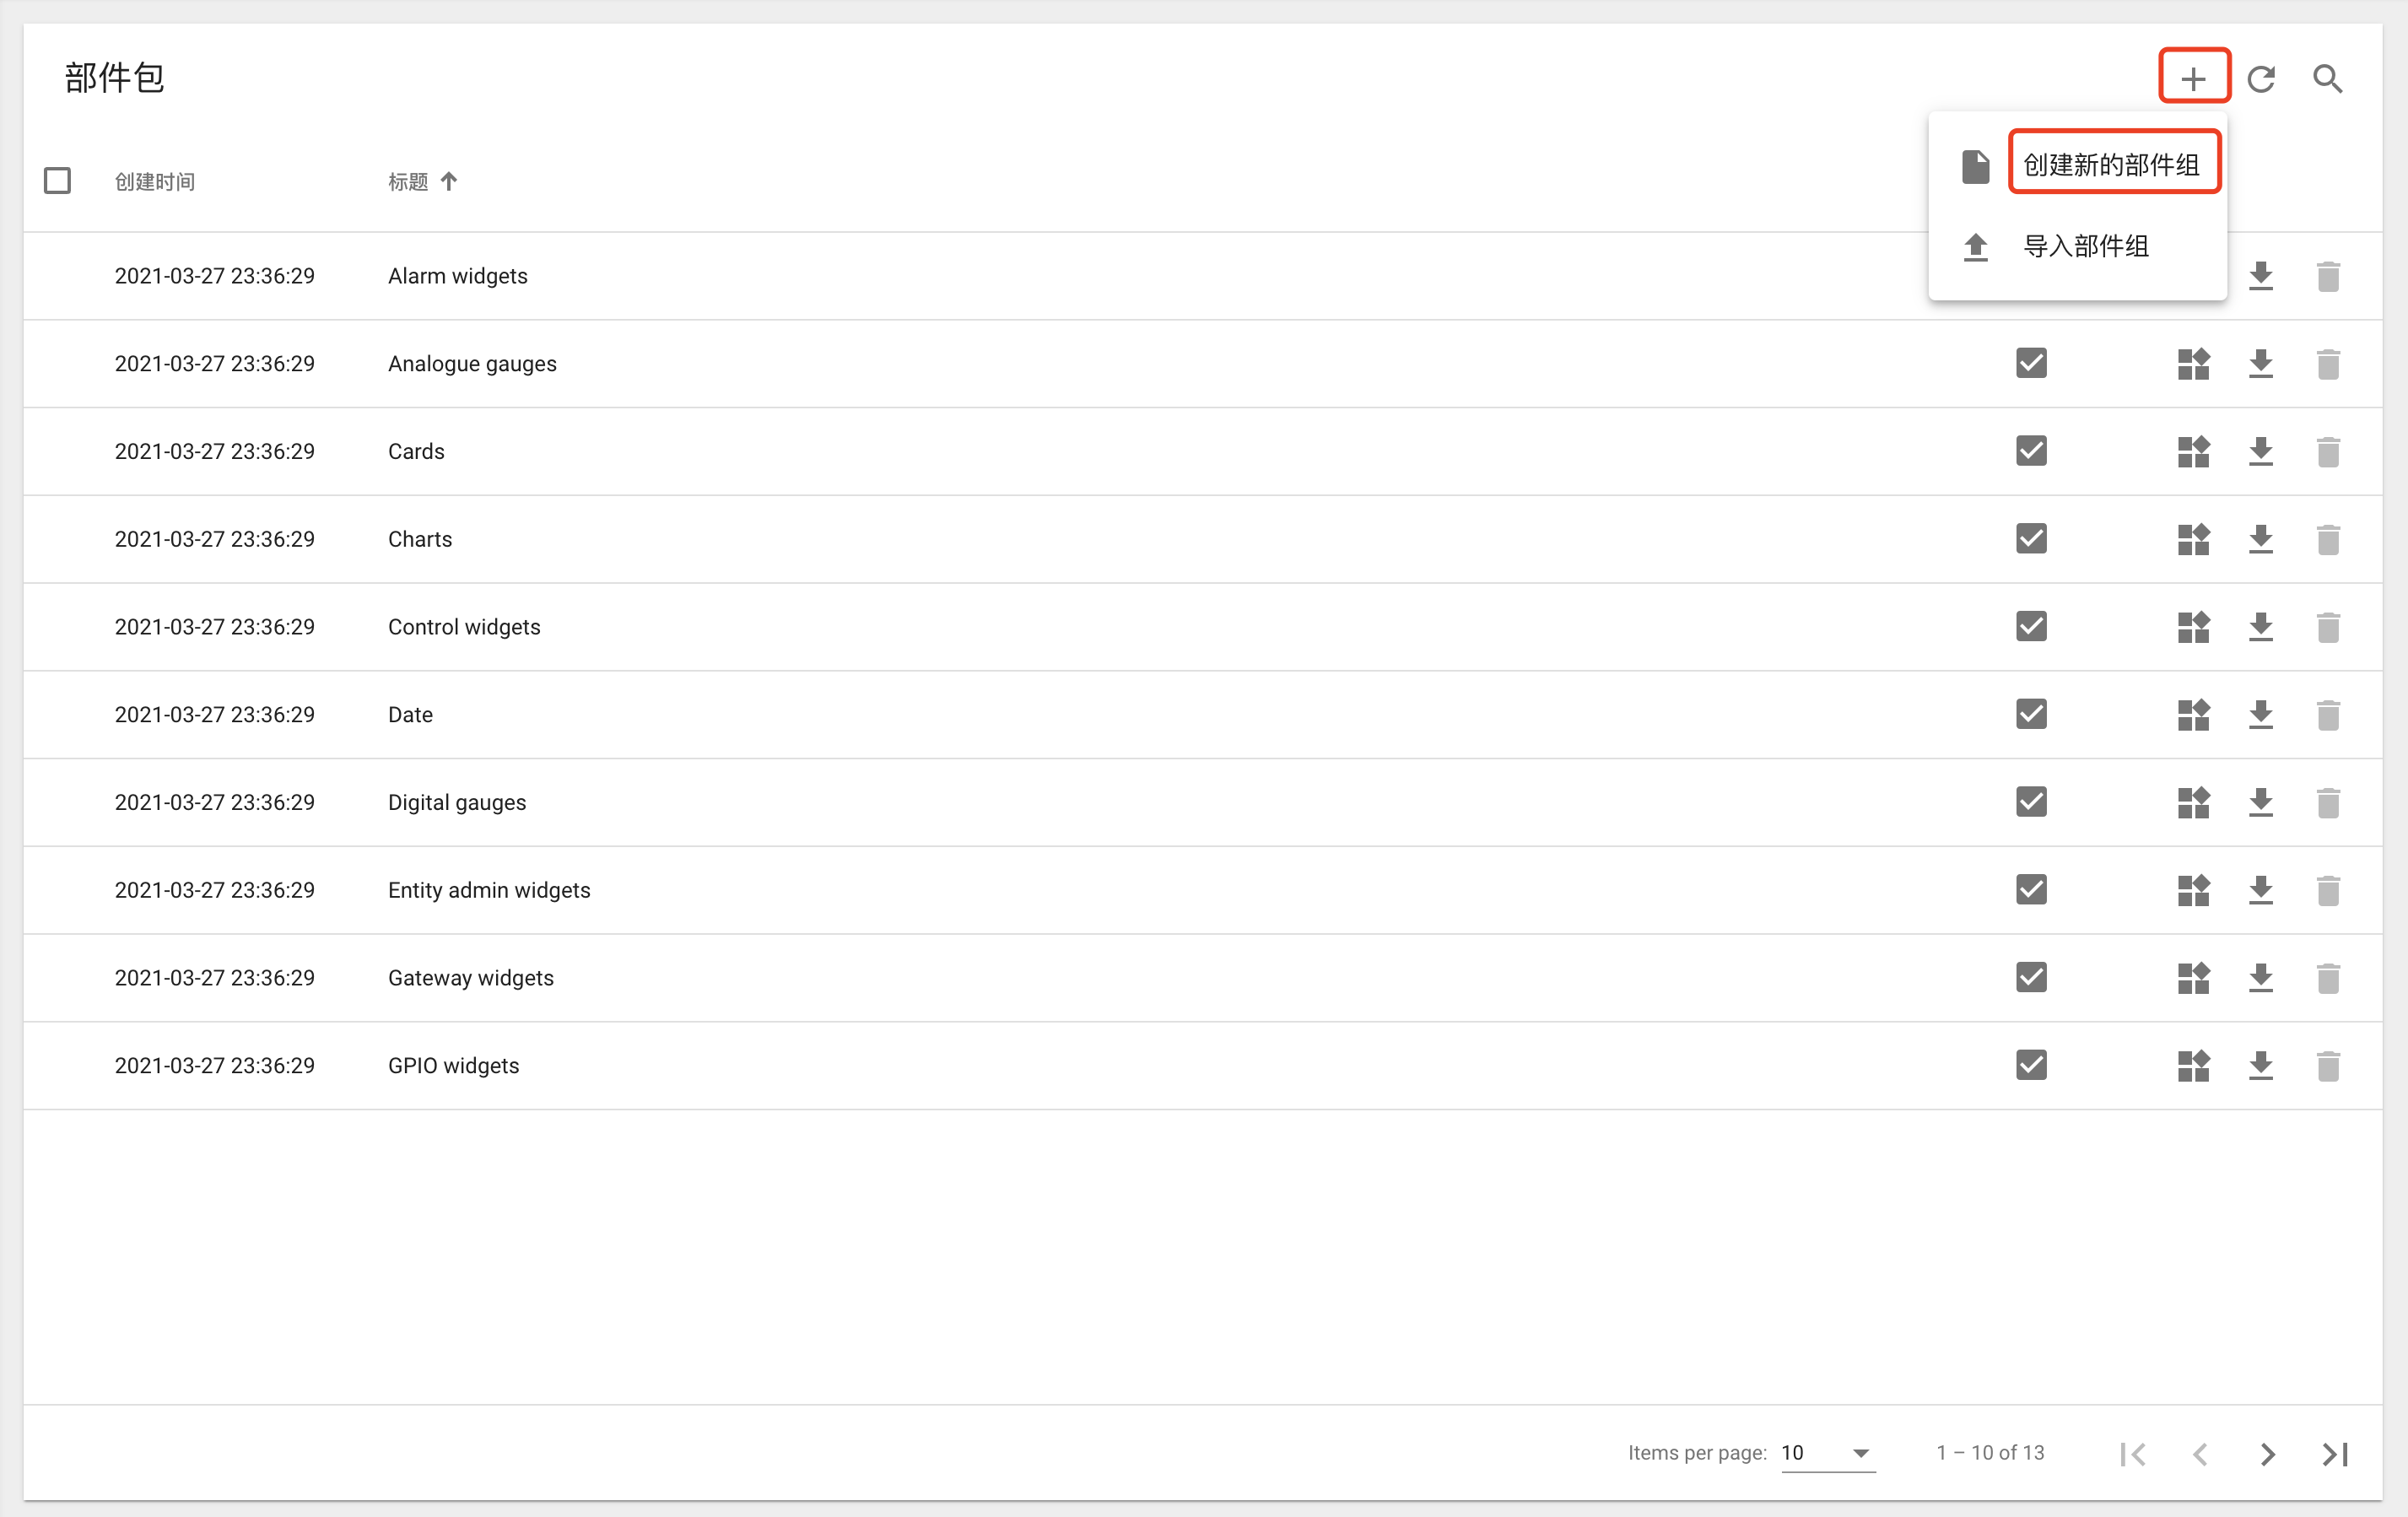 部件包
创建新的部件组
导入部件组
创建时间 标题
2021-03-27 23:36:29 Alarm widgets
2021-03-27 23:36:29 Analogue gauges
2021-03-27 23:36:29 Cards
2021-03-27 23:36:29 Charts
2021-03-27 23:36:29 Control widgets
2021-03-27 23:36:29 Date
2021-03-27 23:36:29 Digital gauges
2021-03-27 23:36:29 Entity admin widgets
2021-03-27 23:36:29 Gateway widgets
2021-03-27 23:36:29 GPIO widgets
Items per page: 10 1 – 10 of 13